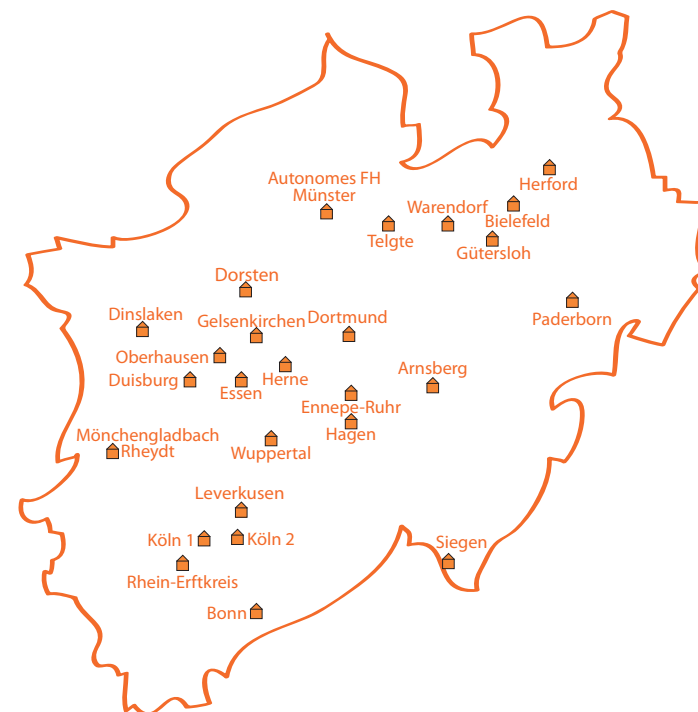 Herford
Autonomes FH
Münster
Warendorf
Bielefeld
Telgte
Gütersloh
Dorsten
Paderborn
Dinslaken
Gelsenkirchen
Dortmund
Oberhausen
Herne
Arnsberg
Duisburg
Essen
Ennepe-Ruhr
Hagen
Mönchengladbach
Rheydt
Wuppertal
Leverkusen
Köln 1
Köln 2
Siegen
Rhein-Erftkreis
Bonn